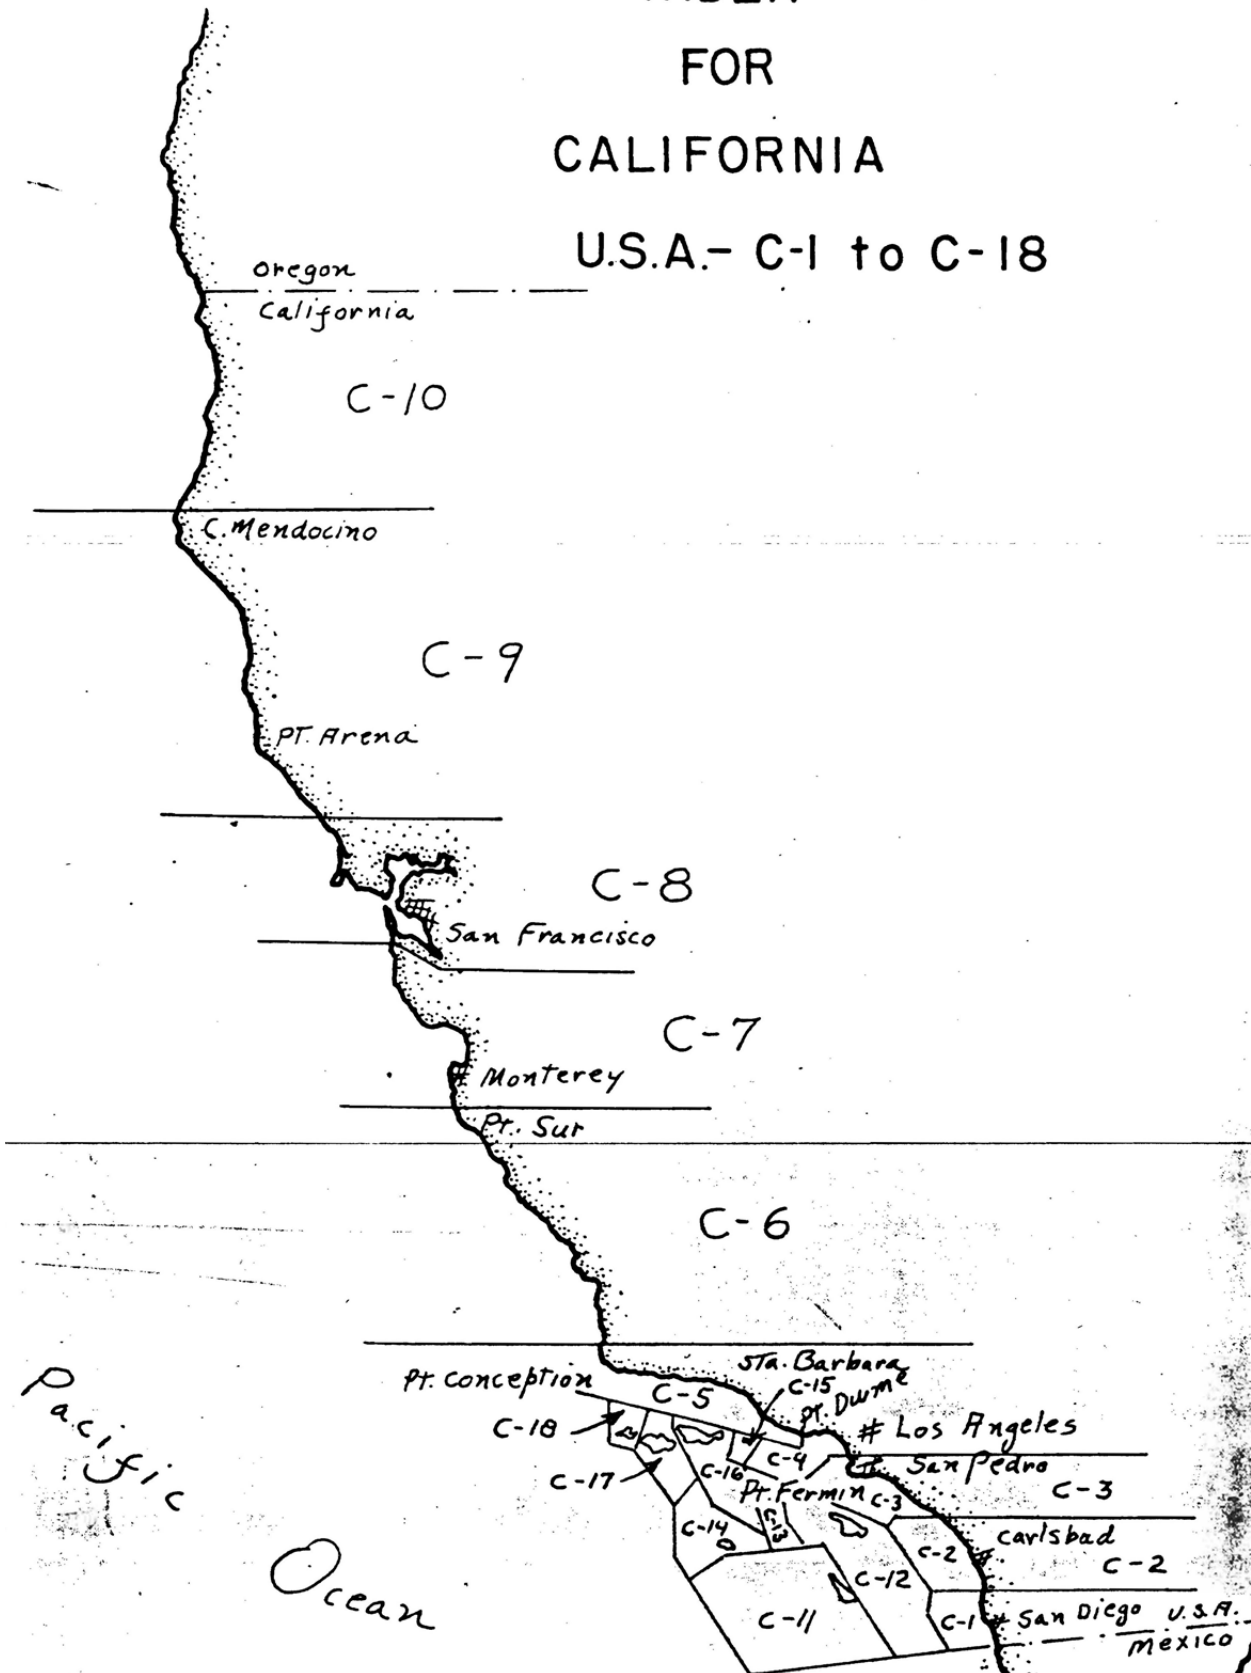 FOR
CALIFORNIA
U.S.A.- C-1 to C-18
Oregon
California
C-10
C. Mendocino
C-9
PT. Arena
C-8
San Francisco
C-7
Monterey
Pt. Sur
C-6
Sta. Barbara
Pt. Conception
C-5
C-15
Pt. Dume
C-18
# Los Angeles
C-4
San Pedro
C-17
C-16
Pt. Fermin
C-3
C-3
C-14
C-13
Carlsbad
C-2
C-2
C-12
C-11
C-1
San Diego
U.S.A.
Mexico
Pacific
Ocean